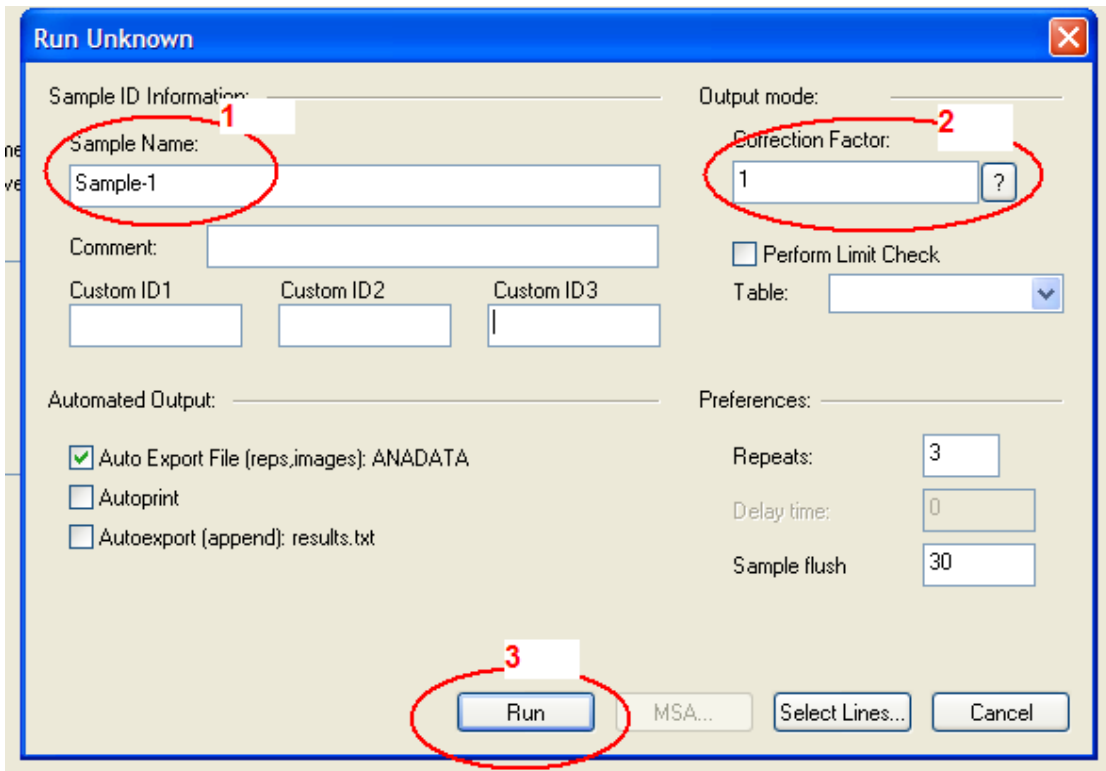 Run Unknown
Sample ID Information:
1
Sample Name:
Sample-1
Comment:
Custom ID1 Custom ID2 Custom ID3
Output mode:
2
Correction Factor:
1 ?
Perform Limit Check
Table:
Automated Output:
Auto Export File (reps,images): ANADATA
Autoprint
Autoexport (append): results.txt
Preferences:
Repeats: 3
Delay time: 0
Sample flush 30
3
Run MSA... Select Lines... Cancel